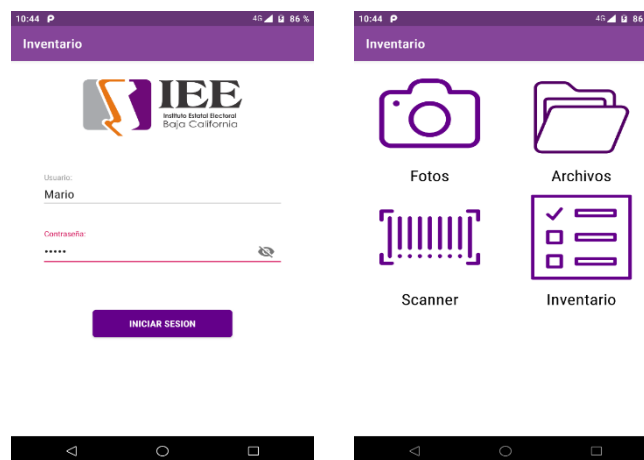 10:44 4G 86 %
Inventario
IEE
Instituto Estatal Electoral
Baja California
Usuario:
Mario
Contraseña:
•••••
INICIAR SESION
10:44 4G 86
Inventario
Fotos Archivos
Scanner Inventario